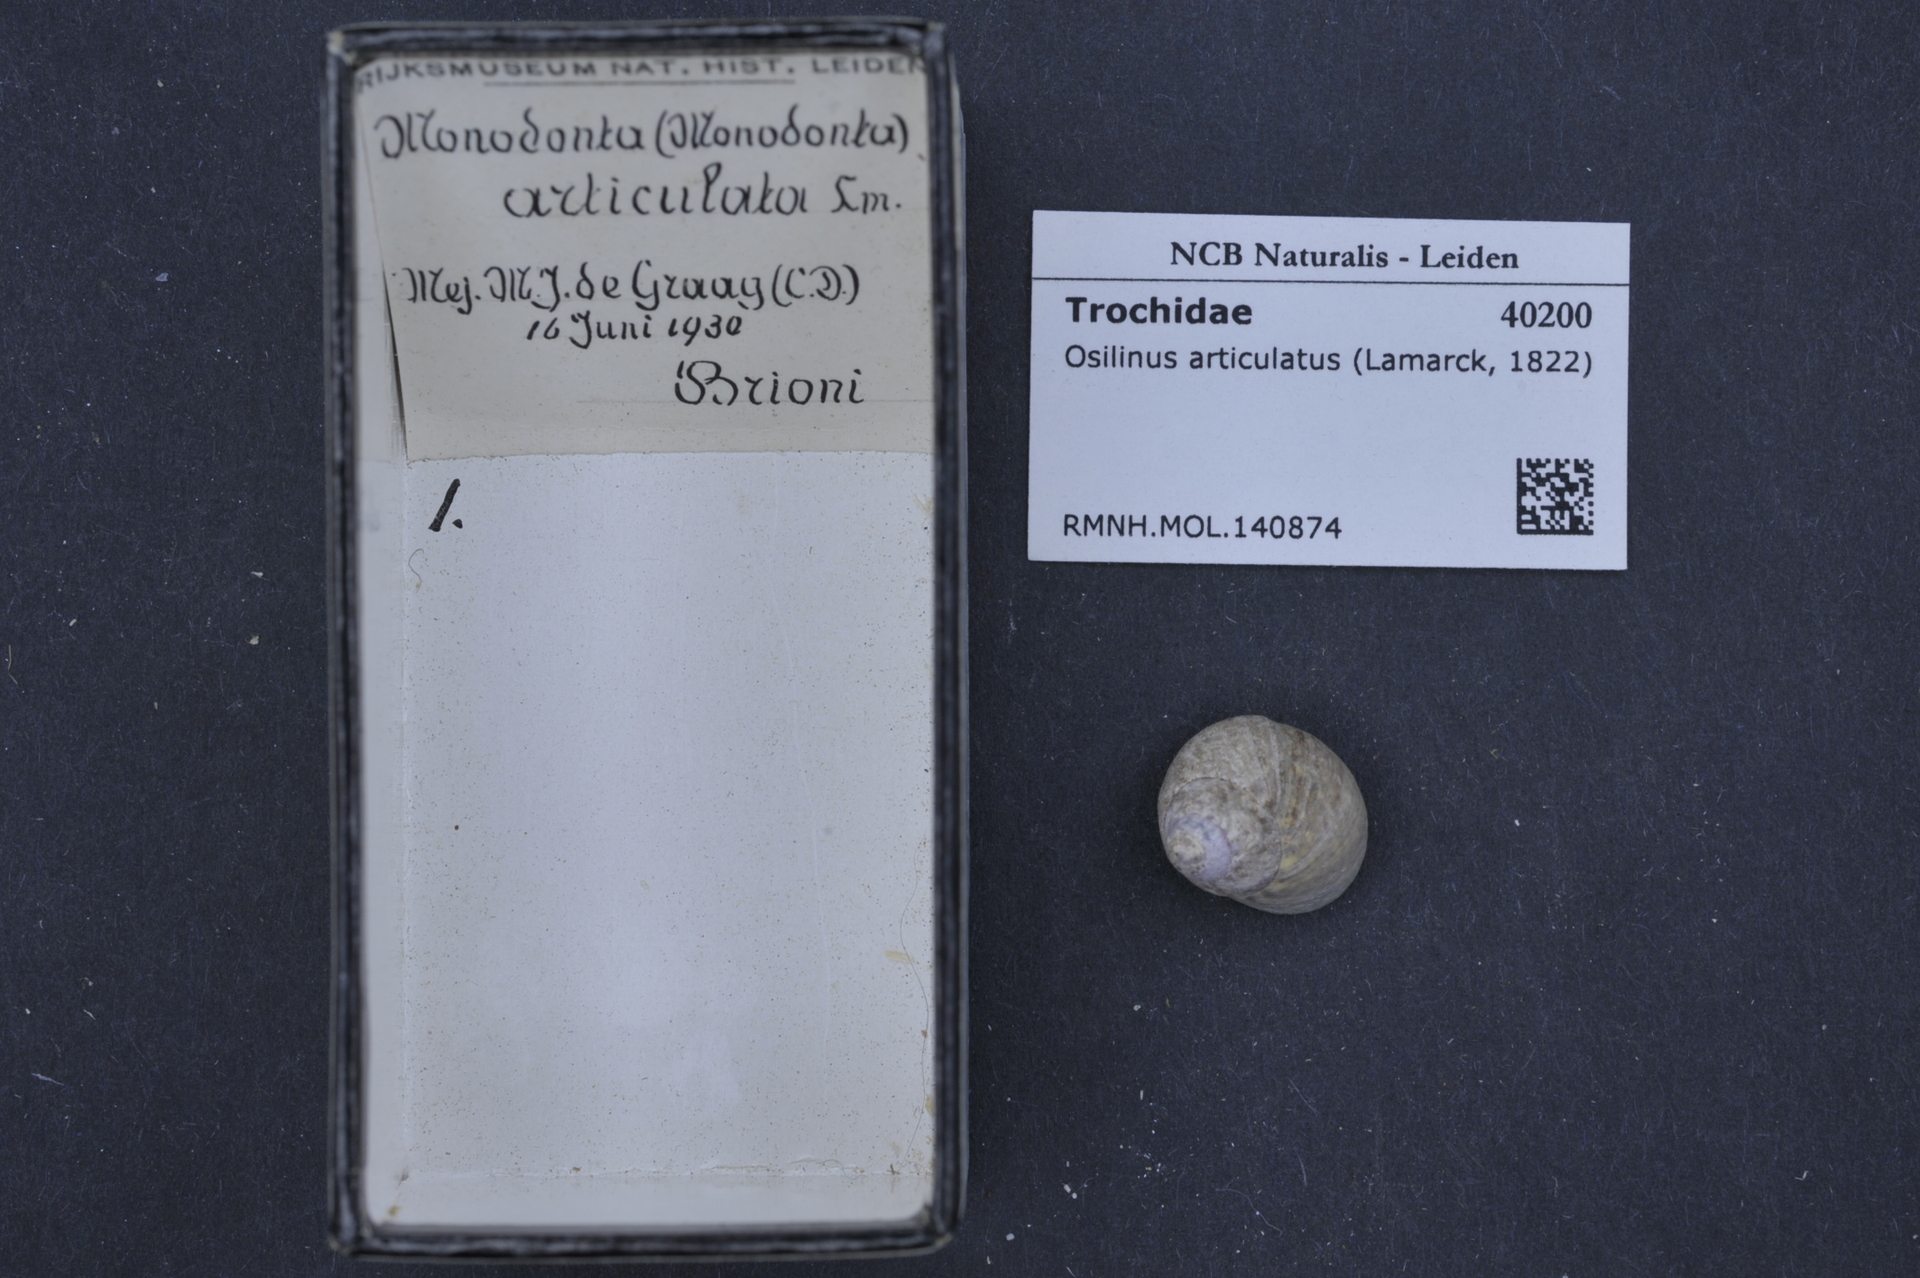 RIJKSMUSEUM NAT. HIST. LEIDEN
Monodonta (Monodonta)
articulata Lm.
Mej. M.J. de Graag (C.D.)
16 Juni 1930
Brioni
1.
NCB Naturalis - Leiden
Trochidae 40200
Osilinus articulatus (Lamarck, 1822)
RMNH.MOL.140874